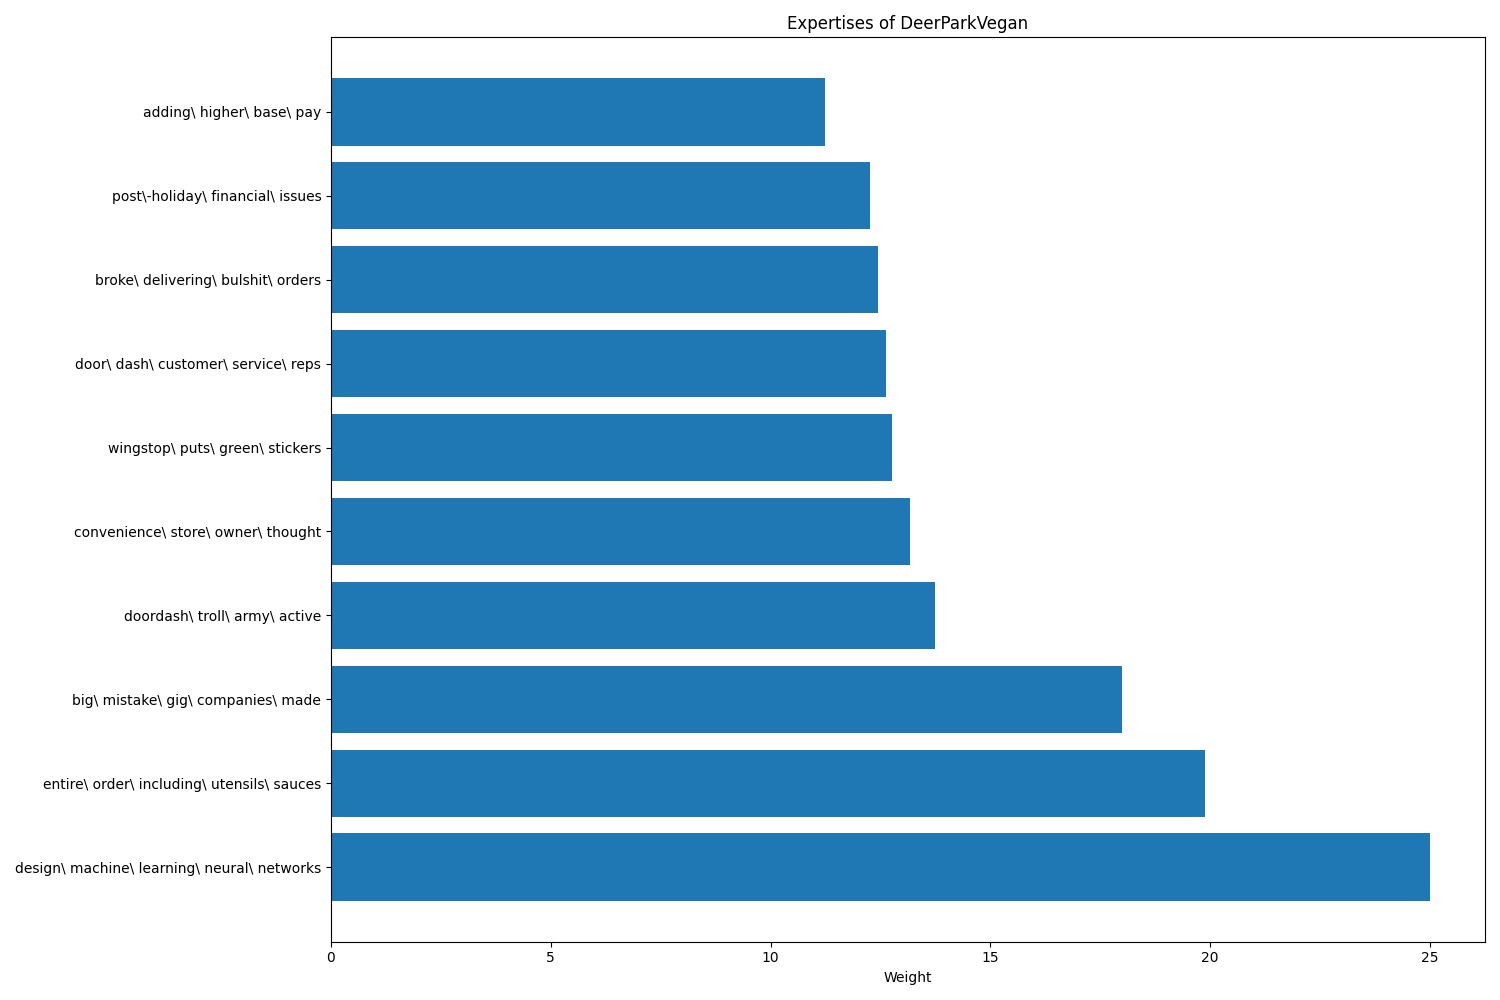 Expertises of DeerParkVegan
adding\ higher\ base\ pay
post\-holiday\ financial\ issues
broke\ delivering\ bulshit\ orders
door\ dash\ customer\ service\ reps
wingstop\ puts\ green\ stickers
convenience\ store\ owner\ thought
doordash\ troll\ army\ active
big\ mistake\ gig\ companies\ made
entire\ order\ including\ utensils\ sauces
design\ machine\ learning\ neural\ networks
0 5 10 15 20 25
Weight